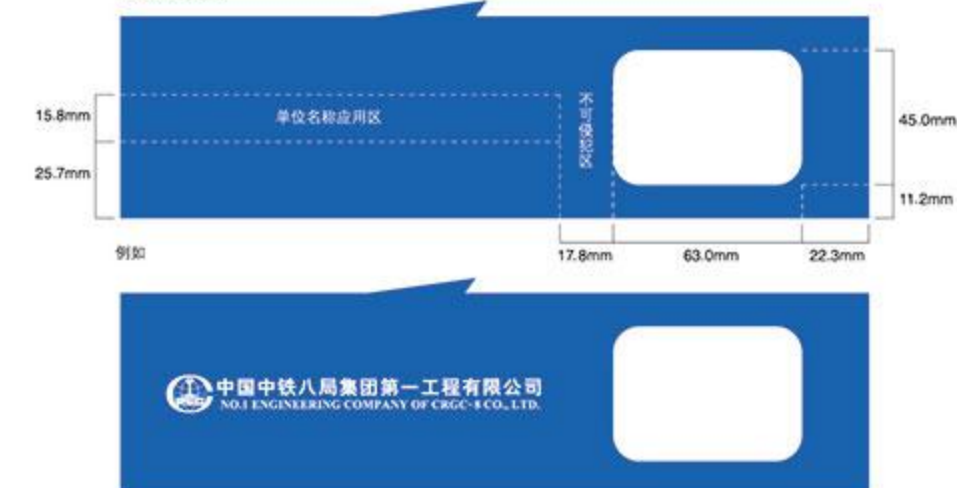 15.8mm
单位名称应用区
不可侵犯区
45.0mm
25.7mm
11.2mm
例如
17.8mm
63.0mm
22.3mm
中国中铁八局集团第一工程有限公司
NO.1 ENGINEERING COMPANY OF CRGC-8 CO., LTD.